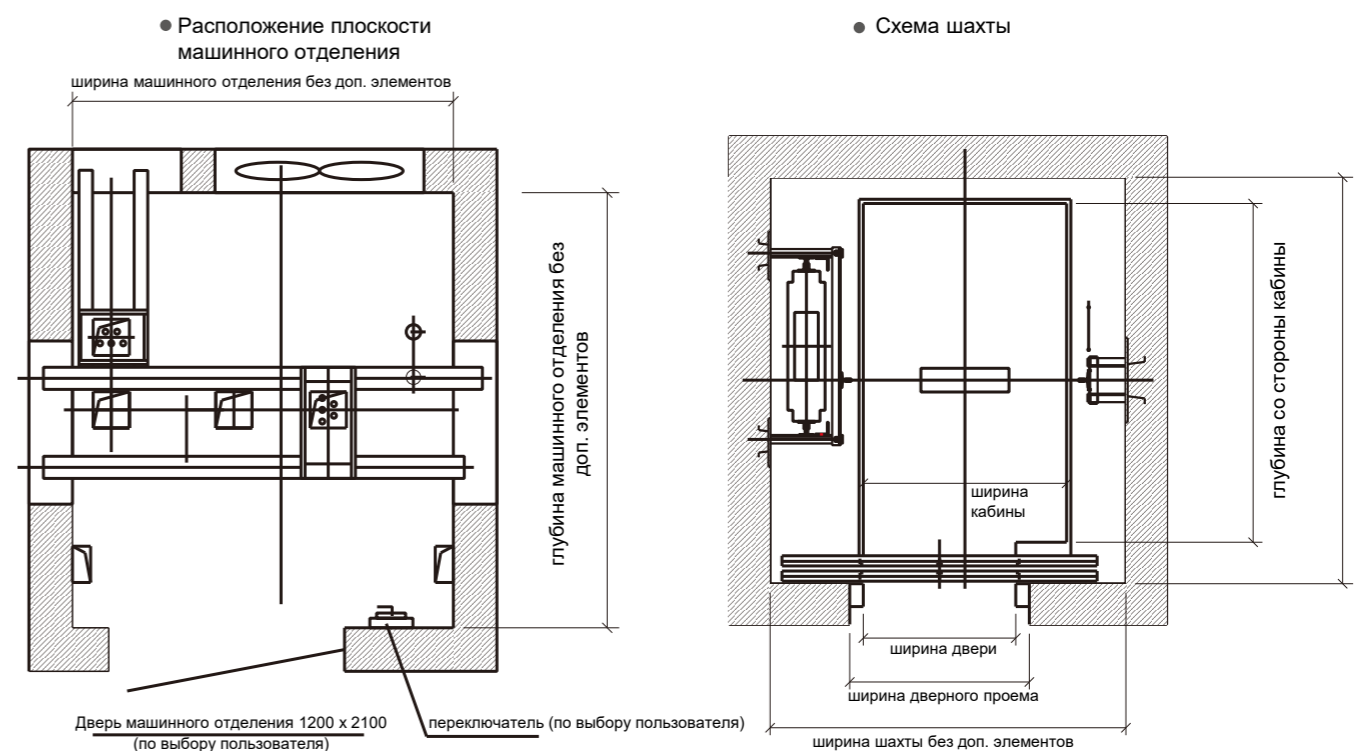 Расположение плоскости
машинного отделения
ширина машинного отделения без доп. элементов
глубина машинного отделения без
доп. элементов
Дверь машинного отделения 1200 x 2100
(по выбору пользователя)
переключатель (по выбору пользователя)
Схема шахты
глубина со стороны кабины
ширина
кабины
ширина двери
ширина дверного проема
ширина шахты без доп. элементов